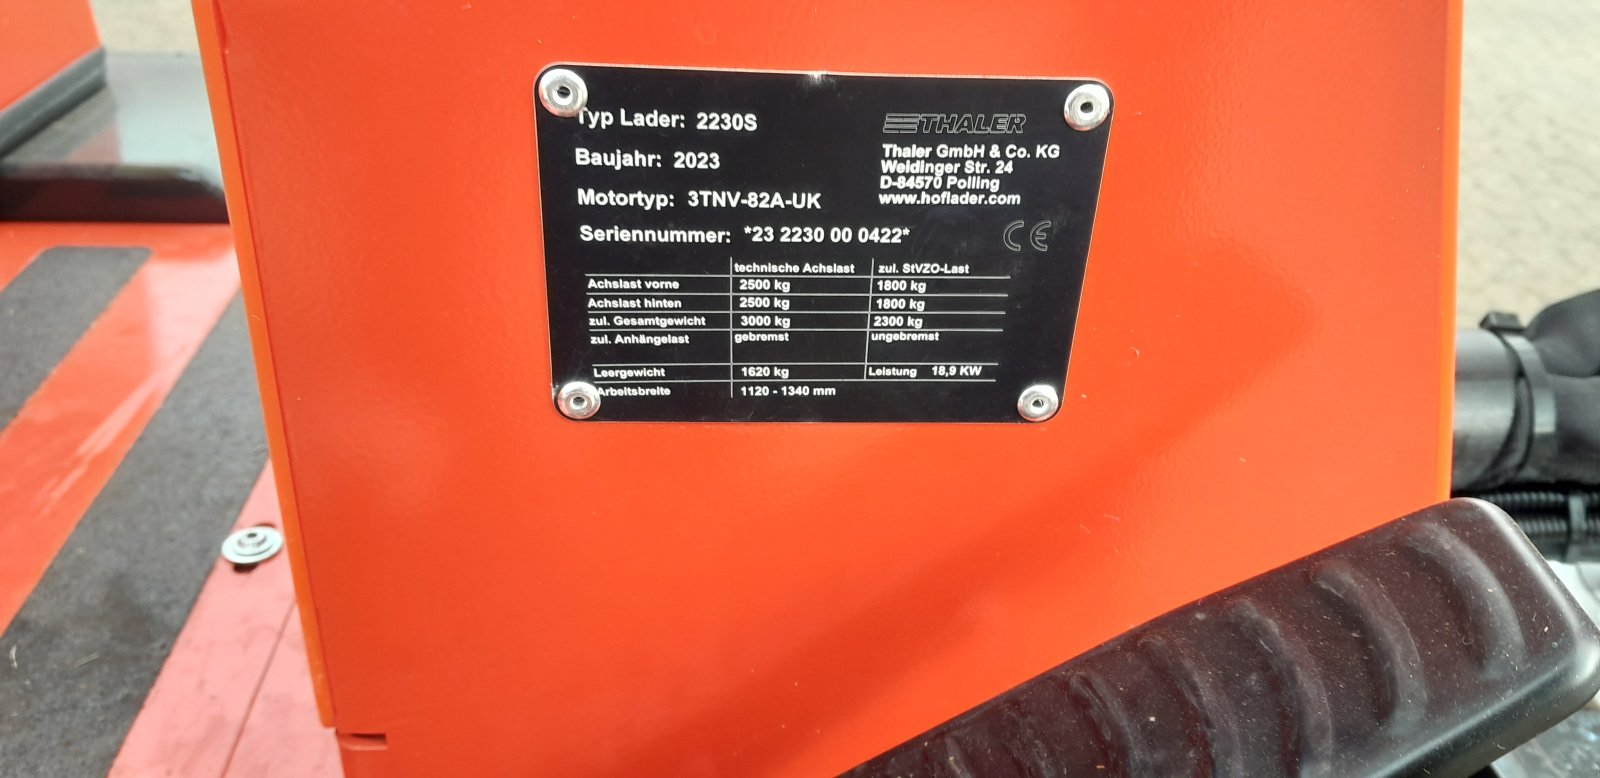 Typ Lader: 2230S
Baujahr: 2023
Motortyp: 3TNV-82A-UK
Seriennummer: *23 2230 00 0422*
THALER
Thaler GmbH & Co. KG
Weidinger Str. 24
D-84570 Polling
www.hoflader.com
CE
technische Achslast zul. StVZO-Last
Achslast vorne 2500 kg 1800 kg
Achslast hinten 2500 kg 1800 kg
zul. Gesamtgewicht 3000 kg 2300 kg
zul. Anhängelast gebremst ungebremst
Leergewicht 1620 kg Leistung 18,9 KW
Arbeitsbreite 1120 - 1340 mm